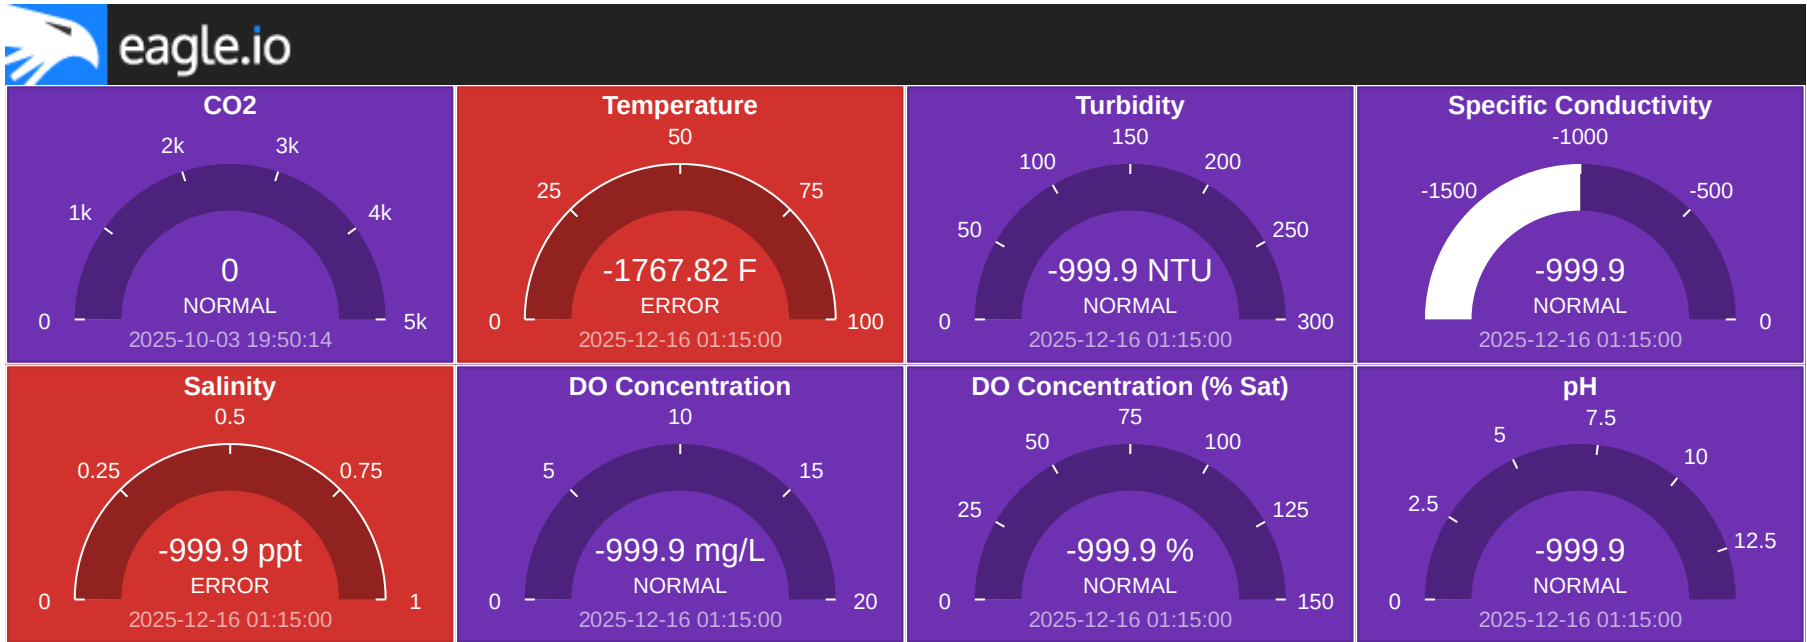 eagle.io
CO2
2k
3k
1k
4k
0
NORMAL
0
5k
2025-10-03 19:50:14
Temperature
50
25
75
-1767.82 F
ERROR
0
100
2025-12-16 01:15:00
Turbidity
150
100
200
50
250
-999.9 NTU
NORMAL
0
300
2025-12-16 01:15:00
Specific Conductivity
-1000
-1500
-500
-999.9
NORMAL
0
2025-12-16 01:15:00
Salinity
0.5
0.25
0.75
-999.9 ppt
ERROR
0
1
2025-12-16 01:15:00
DO Concentration
10
5
15
-999.9 mg/L
NORMAL
0
20
2025-12-16 01:15:00
DO Concentration (% Sat)
75
50
100
25
125
-999.9 %
NORMAL
0
150
2025-12-16 01:15:00
pH
7.5
5
10
2.5
12.5
-999.9
NORMAL
0
2025-12-16 01:15:00